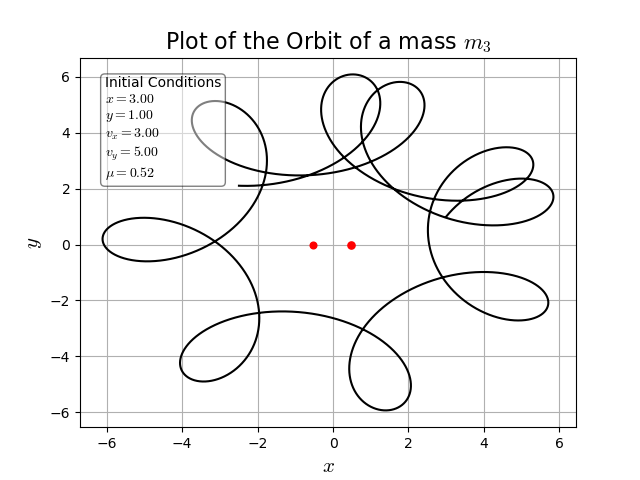 Plot of the Orbit of a mass m₃
Initial Conditions
x = 3.00
y = 1.00
vₓ = 3.00
v_y = 5.00
μ = 0.52
6
4
2
0
−2
−4
−6
y
−6 −4 −2 0 2 4 6
x